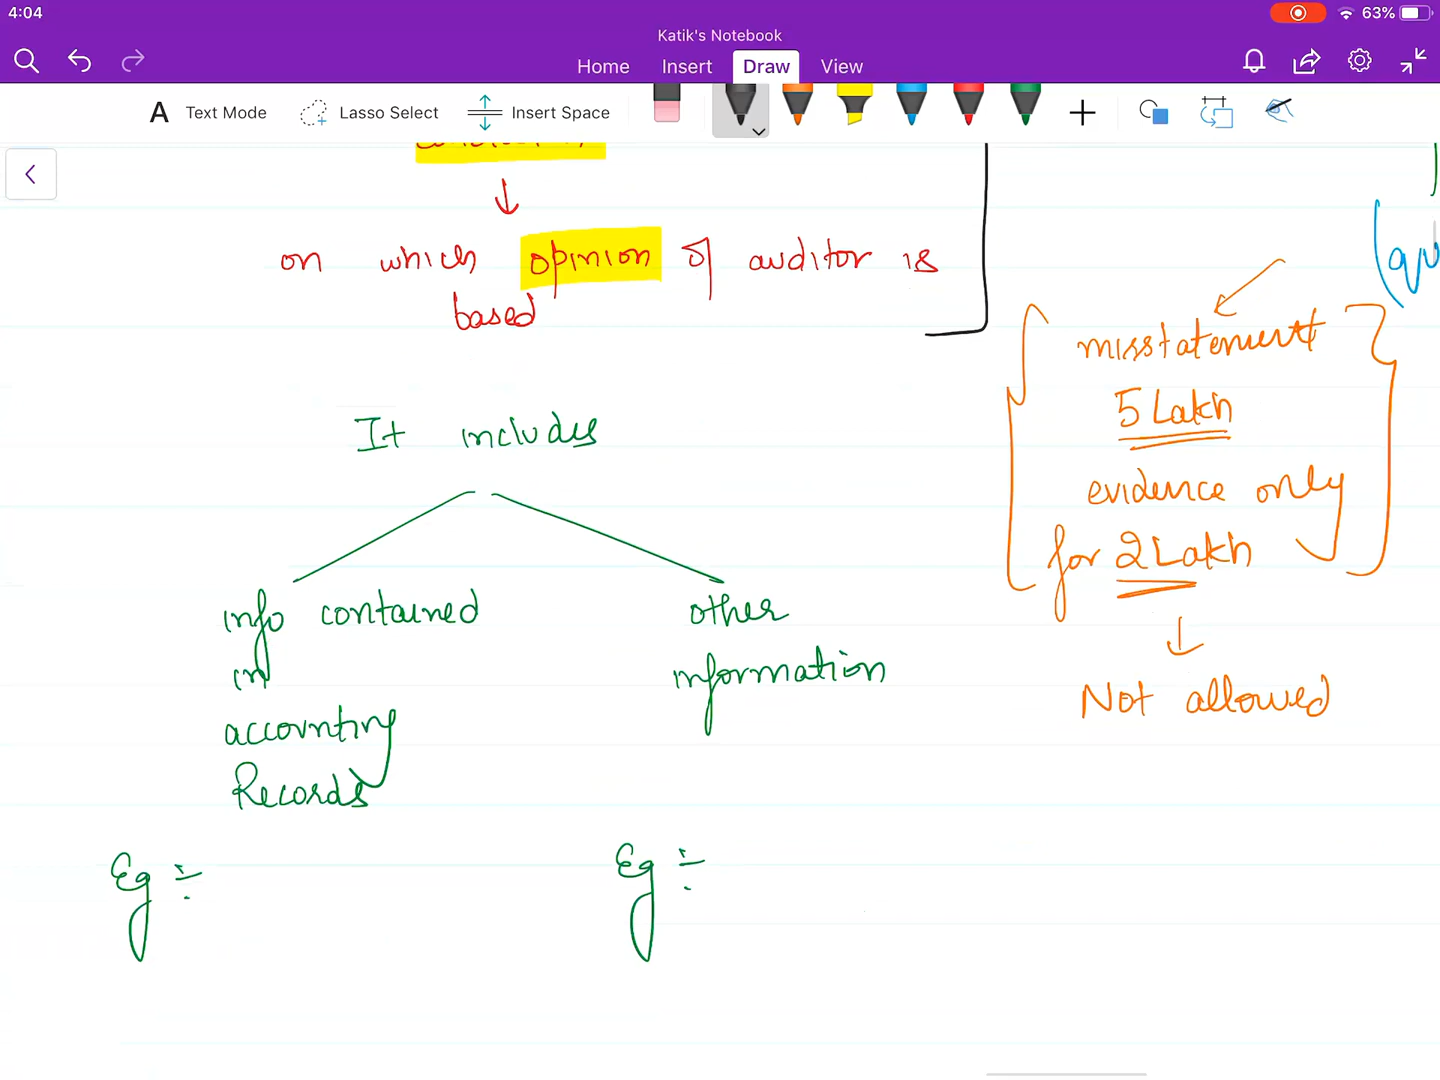 4:04
63%
Katik's Notebook
Home Insert Draw View
A Text Mode Lasso Select Insert Space
on which opinion of auditor is
based
It includes
info contained
in
accounting
Records
other
information
Eg :-
Eg :-
misstatement
5 Lakh
evidence only
for 2 Lakh
Not allowed